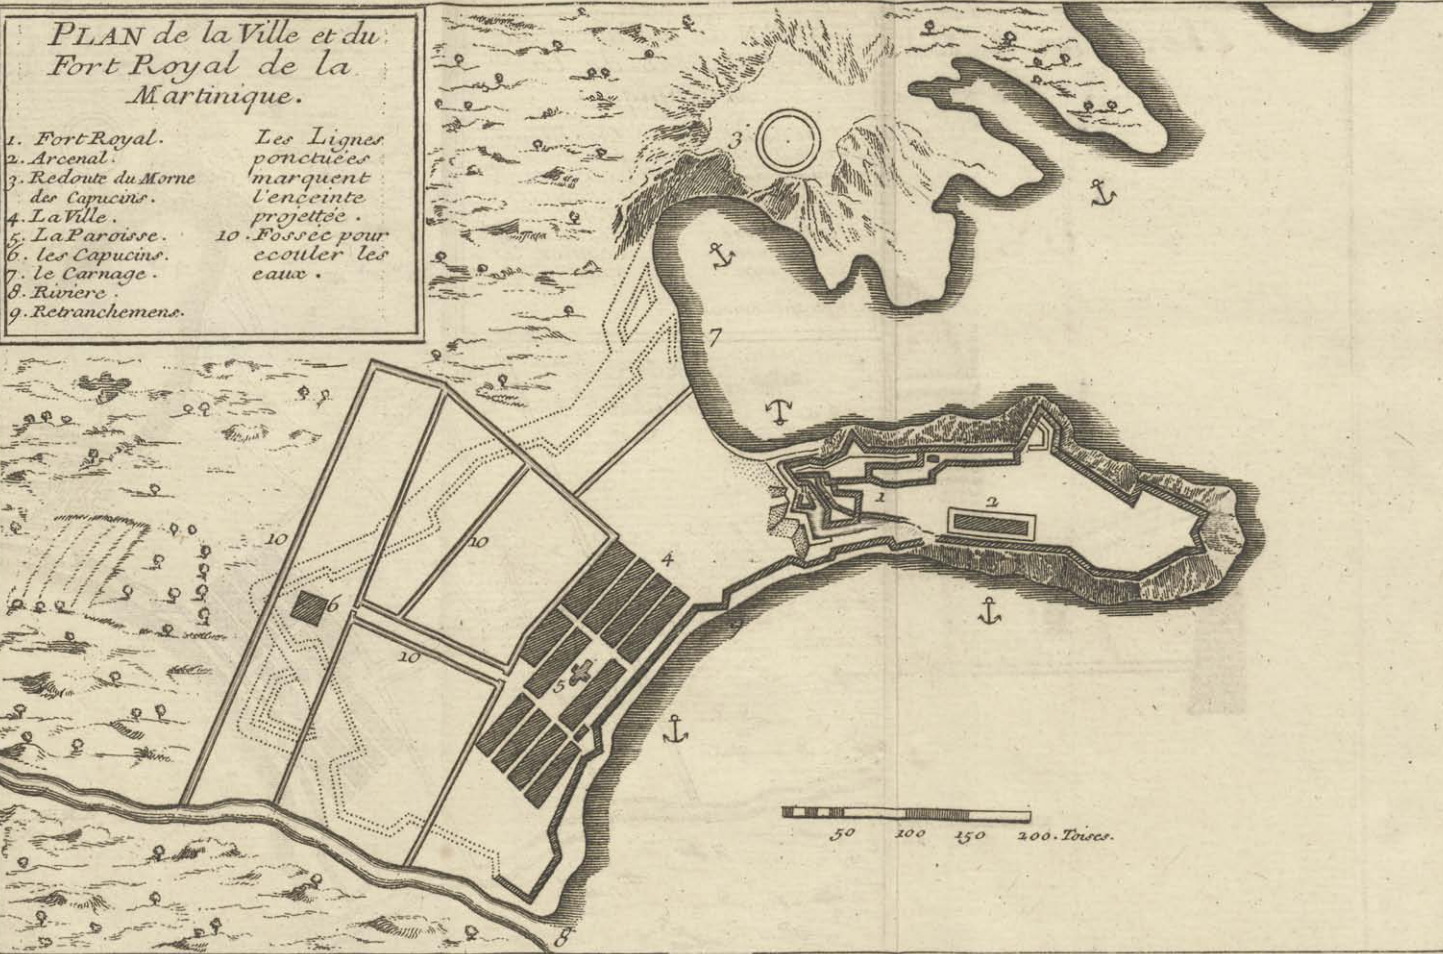 PLAN de la Ville et du
Fort Royal de la
Martinique.
1. Fort Royal.
2. Arcenal.
3. Redoute du Morne
des Capucins.
4. La Ville.
5. La Paroisse.
6. les Capucins.
7. le Carnage.
8. Riviere.
9. Retranchemens.
Les Lignes
ponctuées
marquent
l'enceinte
projettée.
10. Fossée pour
ecouler les
eaux.
3
7
1
2
10
10
4
6
9
10
5
50 100 150 200. Toises.
8